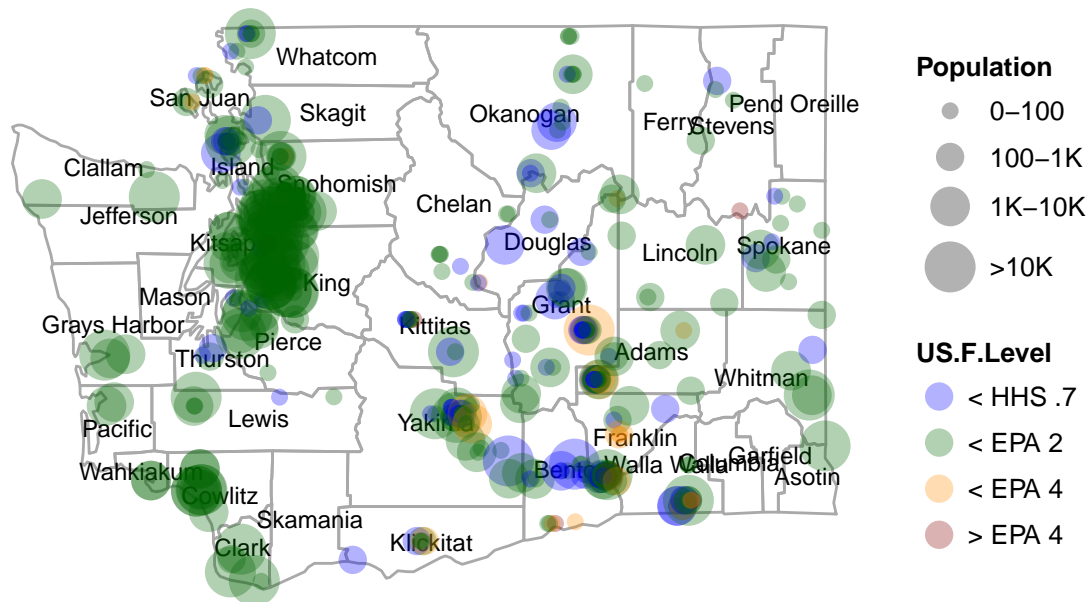 Whatcom
San Juan
Skagit
Okanogan
Ferry
Stevens
Pend Oreille
Clallam
Island
Snohomish
Chelan
Jefferson
Kitsap
Douglas
Lincoln
Spokane
King
Mason
Grant
Grays Harbor
Kittitas
Pierce
Thurston
Adams
Whitman
Lewis
Yakima
Pacific
Franklin
Benton
Walla Walla
Columbia
Garfield
Asotin
Wahkiakum
Cowlitz
Skamania
Clark
Klickitat
Population
0–100
100–1K
1K–10K
>10K
US.F.Level
< HHS .7
< EPA 2
< EPA 4
> EPA 4